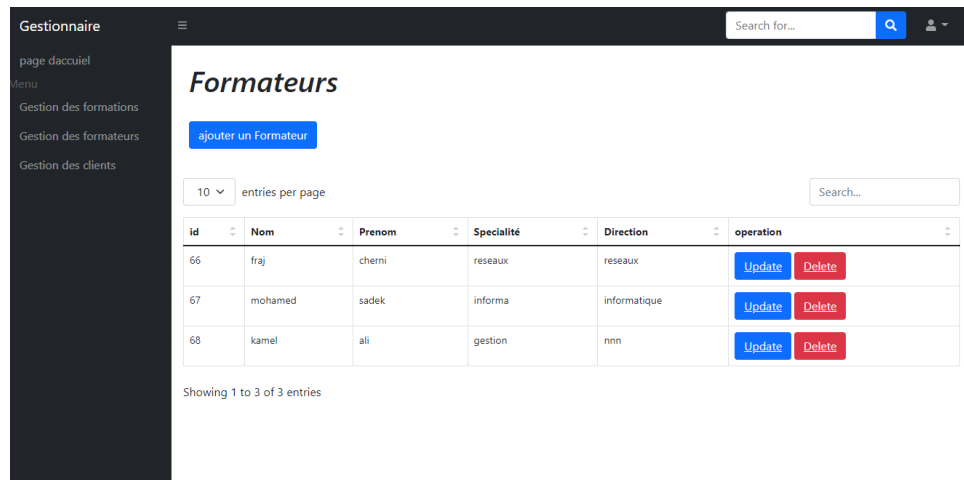 Gestionnaire
Search for...
page daccuiel
Menu
Gestion des formations
Gestion des formateurs
Gestion des clients
Formateurs
ajouter un Formateur
10 entries per page
Search...
id Nom Prenom Specialité Direction operation
66 fraj cherni reseaux reseaux Update Delete
67 mohamed sadek informa informatique Update Delete
68 kamel ali gestion nnn Update Delete
Showing 1 to 3 of 3 entries